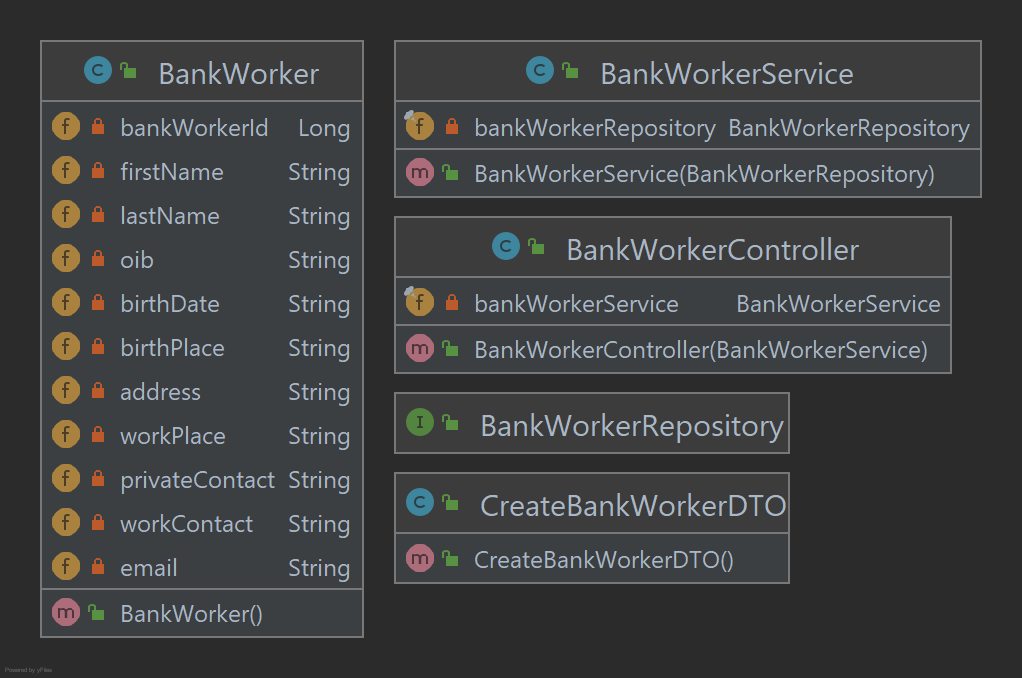 BankWorker
bankWorkerId Long
firstName String
lastName String
oib String
birthDate String
birthPlace String
address String
workPlace String
privateContact String
workContact String
email String
BankWorker()
BankWorkerService
bankWorkerRepository BankWorkerRepository
BankWorkerService(BankWorkerRepository)
BankWorkerController
bankWorkerService BankWorkerService
BankWorkerController(BankWorkerService)
BankWorkerRepository
CreateBankWorkerDTO
CreateBankWorkerDTO()
Powered by yFiles